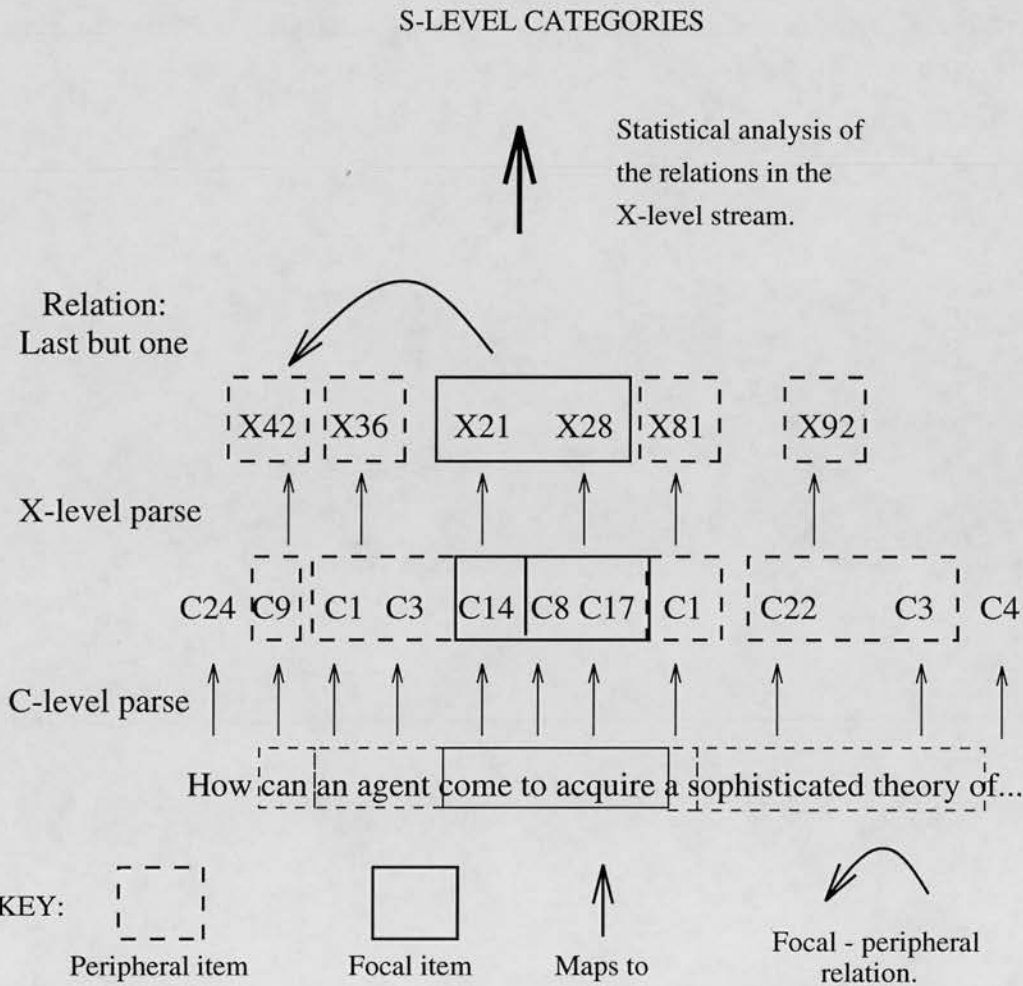 S-LEVEL CATEGORIES
Statistical analysis of
the relations in the
X-level stream.
Relation:
Last but one
X42 X36 X21 X28 X81 X92
X-level parse
C24 C9 C1 C3 C14 C8 C17 C1 C22 C3 C4
C-level parse
How can an agent come to acquire a sophisticated theory of...
KEY:
Peripheral item
Focal item
Maps to
Focal - peripheral
relation.